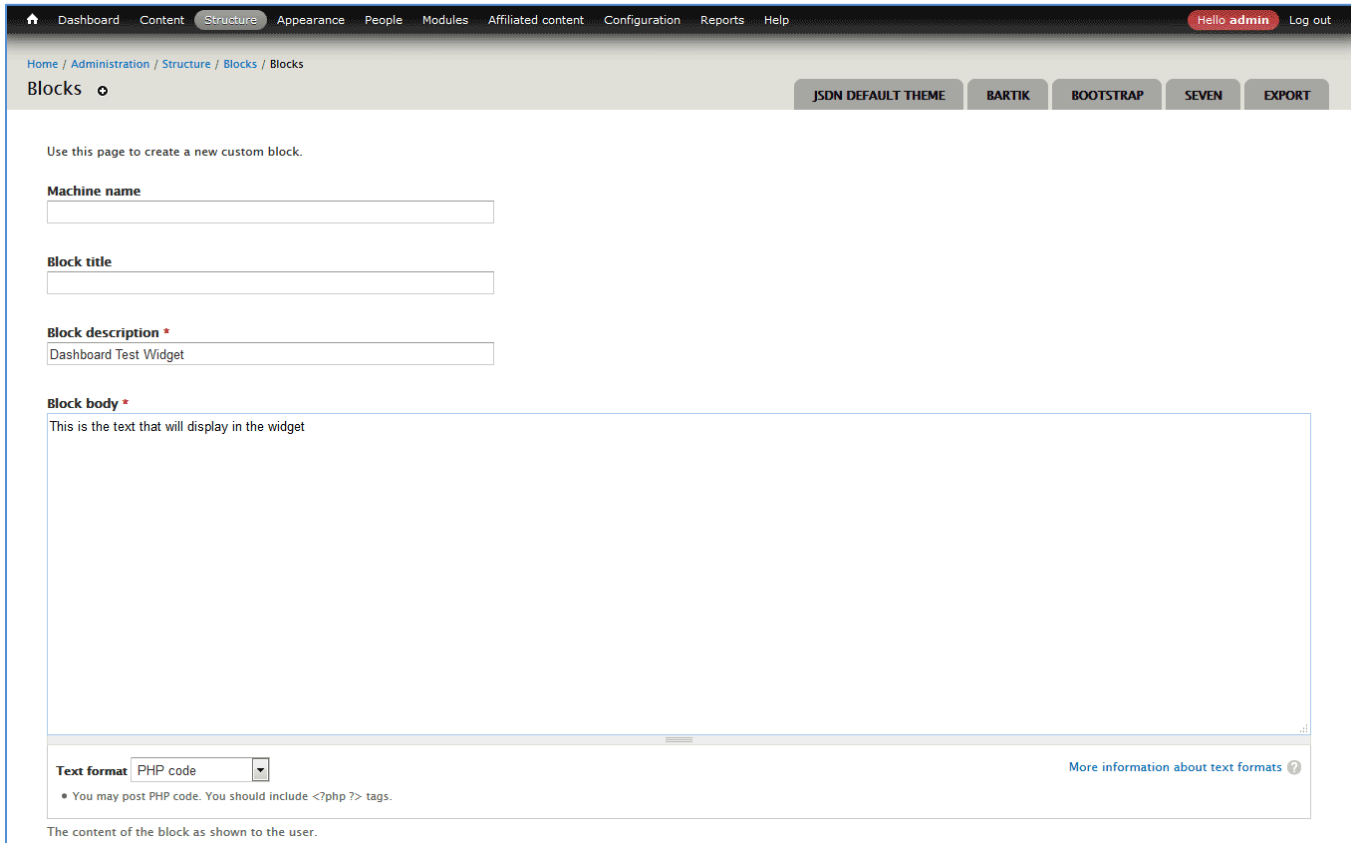 Dashboard Content Structure Appearance People Modules Affiliated content Configuration Reports Help Hello admin Log out
Home / Administration / Structure / Blocks / Blocks
Blocks
JSDN DEFAULT THEME BARTIK BOOTSTRAP SEVEN EXPORT
Use this page to create a new custom block.
Machine name
Block title
Block description *
Dashboard Test Widget
Block body *
This is the text that will display in the widget
Text format PHP code More information about text formats ?
• You may post PHP code. You should include <?php ?> tags.
The content of the block as shown to the user.